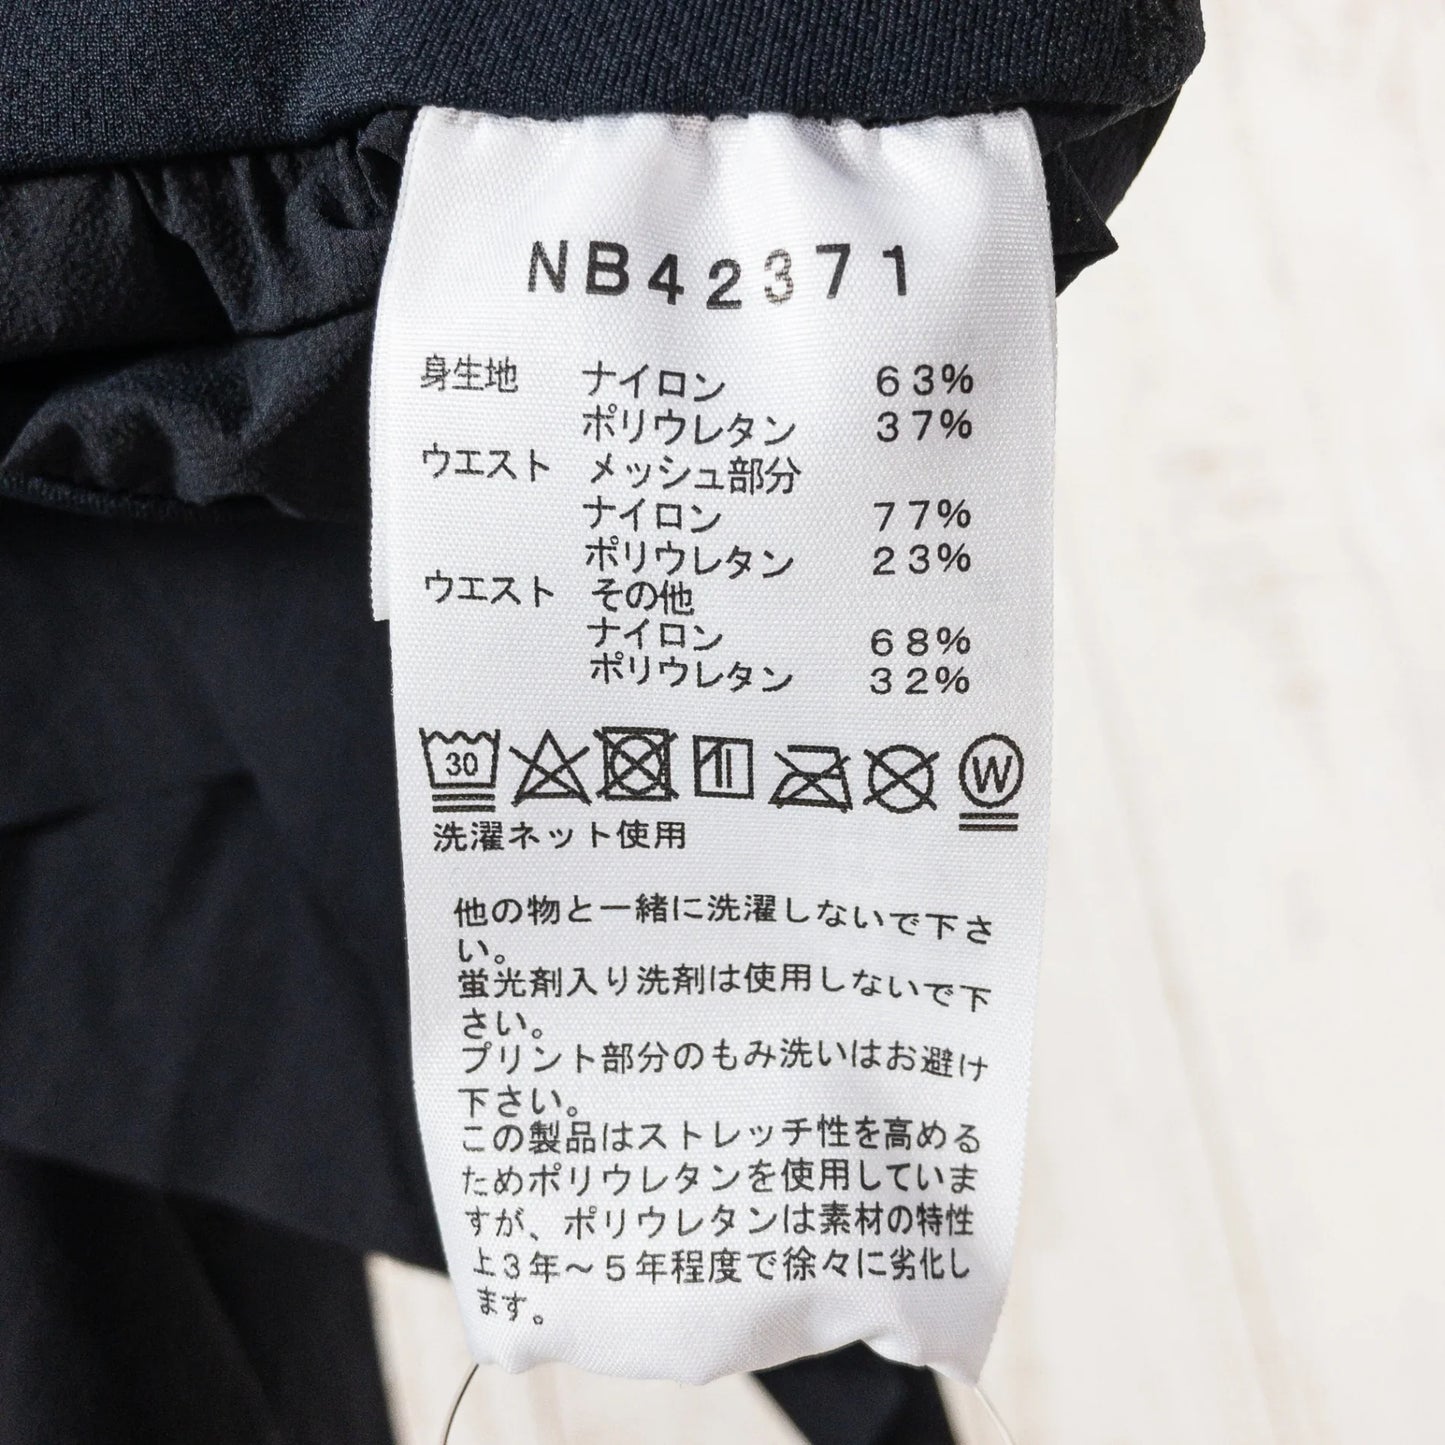 NB42371
身生地 ナイロン 63%
ポリウレタン 37%
ウエスト メッシュ部分
ナイロン 77%
ポリウレタン 23%
ウエスト その他
ナイロン 68%
ポリウレタン 32%
30 W
洗濯ネット使用
他の物と一緒に洗濯しないで下さ
い。
蛍光剤入り洗剤は使用しないで下
さい。
プリント部分のもみ洗いはお避け
下さい。
この製品はストレッチ性を高める
ためポリウレタンを使用していま
すが、ポリウレタンは素材の特性
上3年～5年程度で徐々に劣化し
ます。